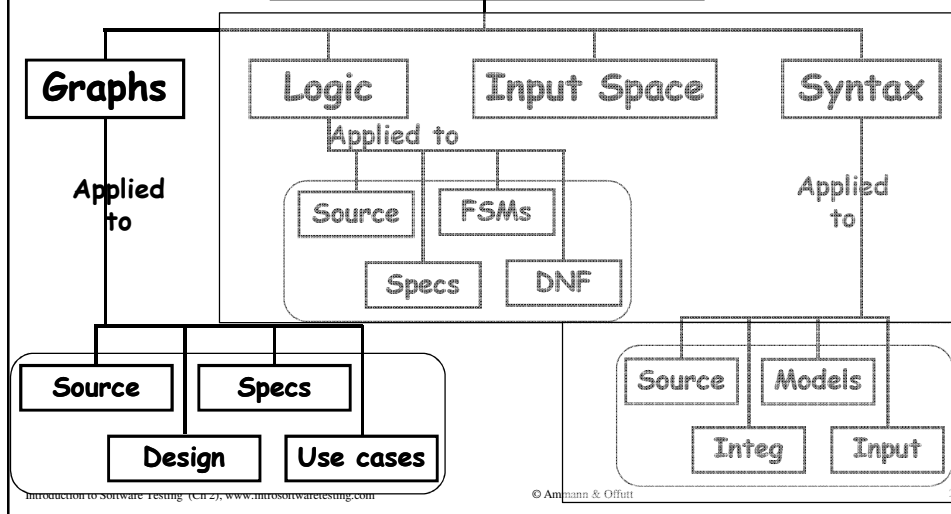 Graphs
Logic
Input Space
Syntax
Applied to
Applied
to
Applied
to
Source
FSMs
Specs
DNF
Source
Specs
Design
Use cases
Source
Models
Integ
Input
Introduction to Software Testing (Ch 2), www.introsoftwaretesting.com
© Ammann & Offutt